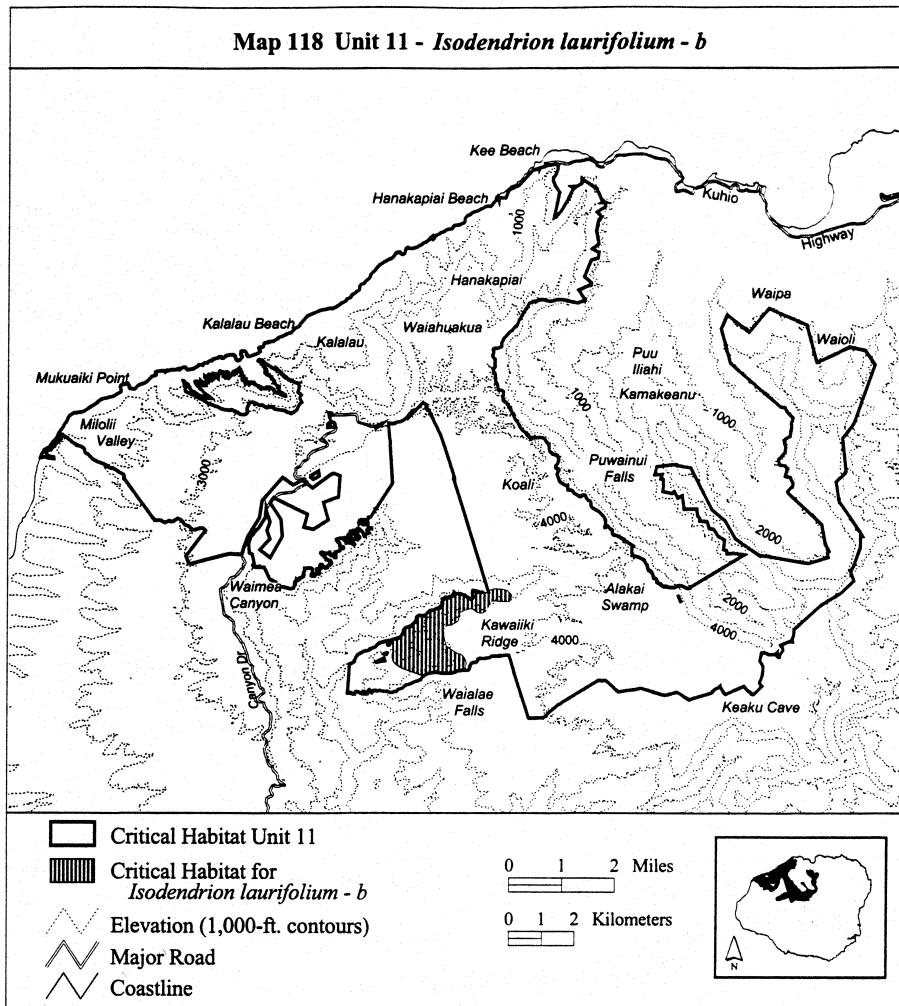 Map 118 Unit 11 - Isodendrion laurifolium - b
Kee Beach
Hanakapiai Beach
Kuhio
Highway
1000
Hanakapiai
Waipa
Kalalau Beach
Waiahuakua
Kalalau
Waioli
Puu
Iliahi
Mukuaiki Point
Kamakeanu
1000
1000
Milolii
Valley
Puwainui
Falls
3000
Koali
4000
2000
Waimea
Canyon
Alakai
Swamp
2000
Kawaiiki
Ridge
4000
4000
Canyon Dr
Waialae
Falls
Keaku Cave
Critical Habitat Unit 11
Critical Habitat for
Isodendrion laurifolium - b
Elevation (1,000-ft. contours)
Major Road
Coastline
0 1 2 Miles
0 1 2 Kilometers
N